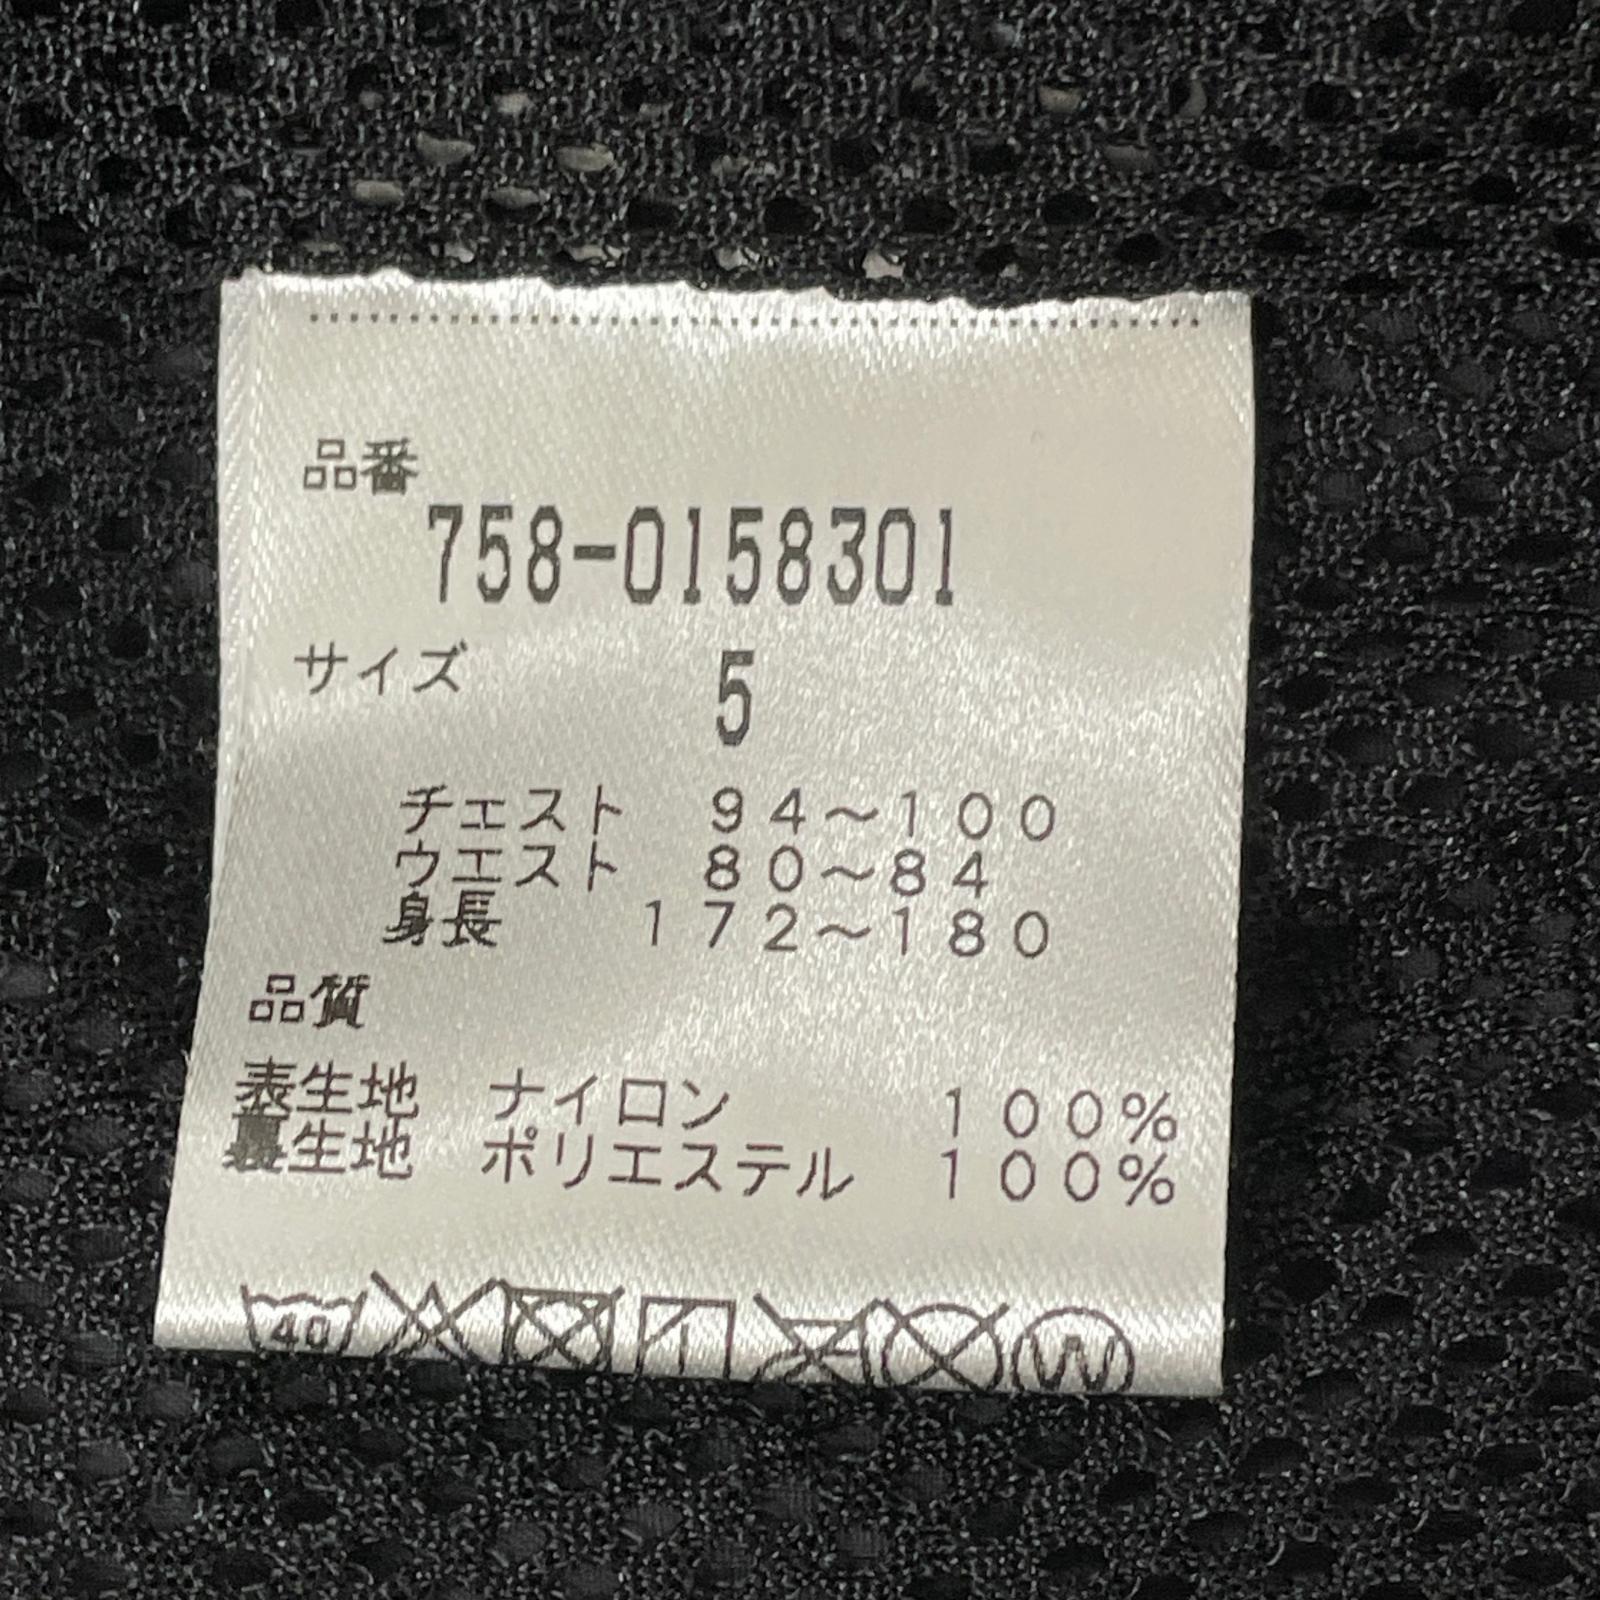 品番
758-0158301
サイズ 5
チェスト 94～100
ウエスト 80～84
身長 172～180
品質
表生地 ナイロン 100%
裏生地 ポリエステル 100%
40 W